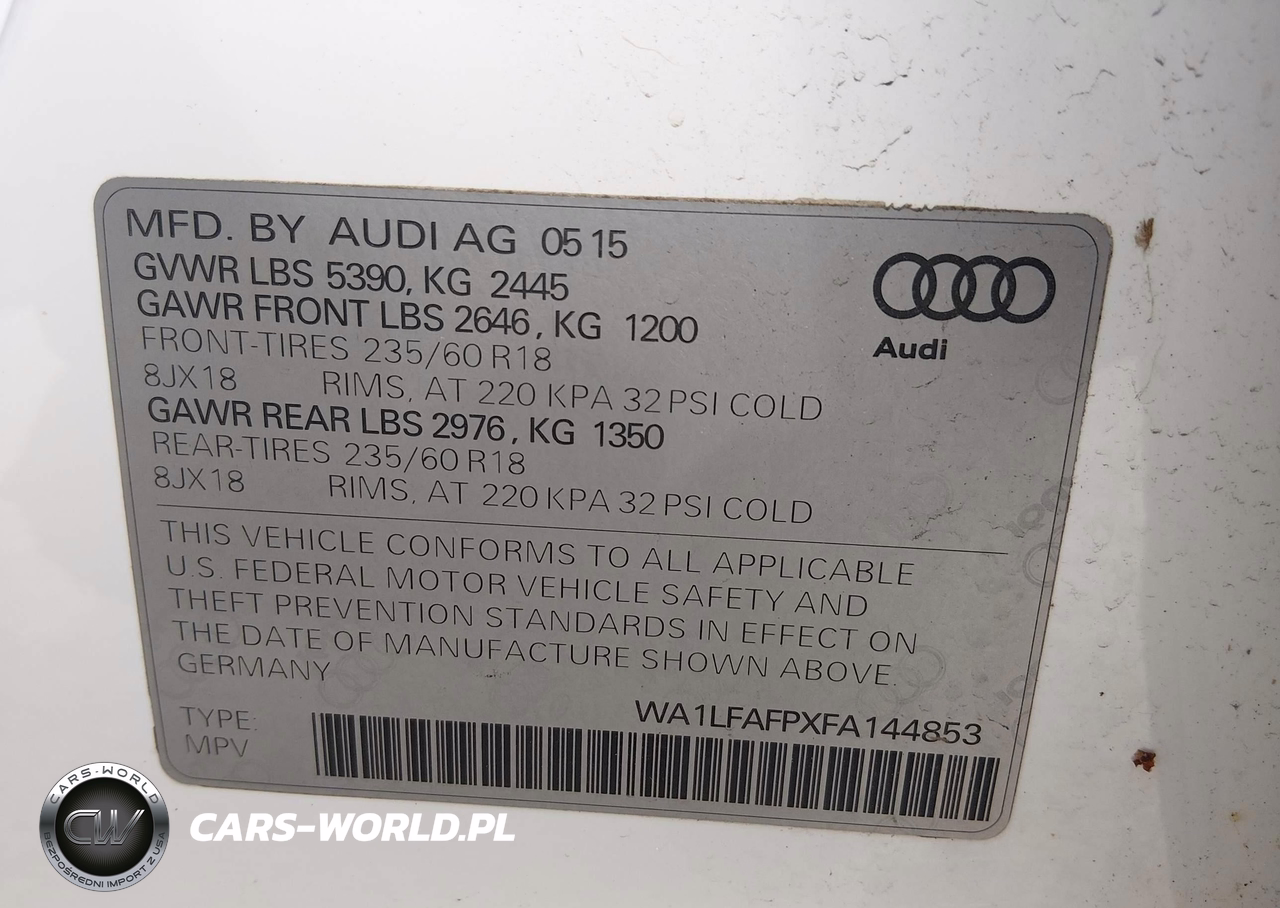 MFD. BY AUDI AG 05 15
GVWR LBS 5390, KG 2445
GAWR FRONT LBS 2646, KG 1200
FRONT-TIRES 235/60 R18
8JX18 RIMS, AT 220 KPA 32 PSI COLD
GAWR REAR LBS 2976, KG 1350
REAR-TIRES 235/60 R18
8JX18 RIMS, AT 220 KPA 32 PSI COLD
Audi
THIS VEHICLE CONFORMS TO ALL APPLICABLE
U.S. FEDERAL MOTOR VEHICLE SAFETY AND
THEFT PREVENTION STANDARDS IN EFFECT ON
THE DATE OF MANUFACTURE SHOWN ABOVE.
GERMANY
WA1LFAFPXFA144853
TYPE:
MPV
CARS-WORLD
CW
BEZPOŚREDNI IMPORT Z USA
CARS-WORLD.PL